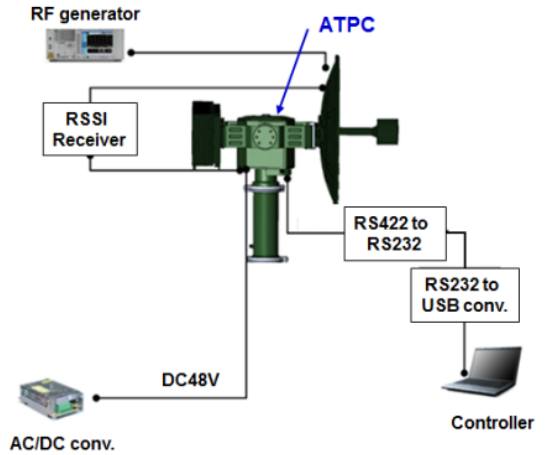 RF generator
ATPC
RSSI
Receiver
RS422 to
RS232
RS232 to
USB conv.
DC48V
Controller
AC/DC conv.